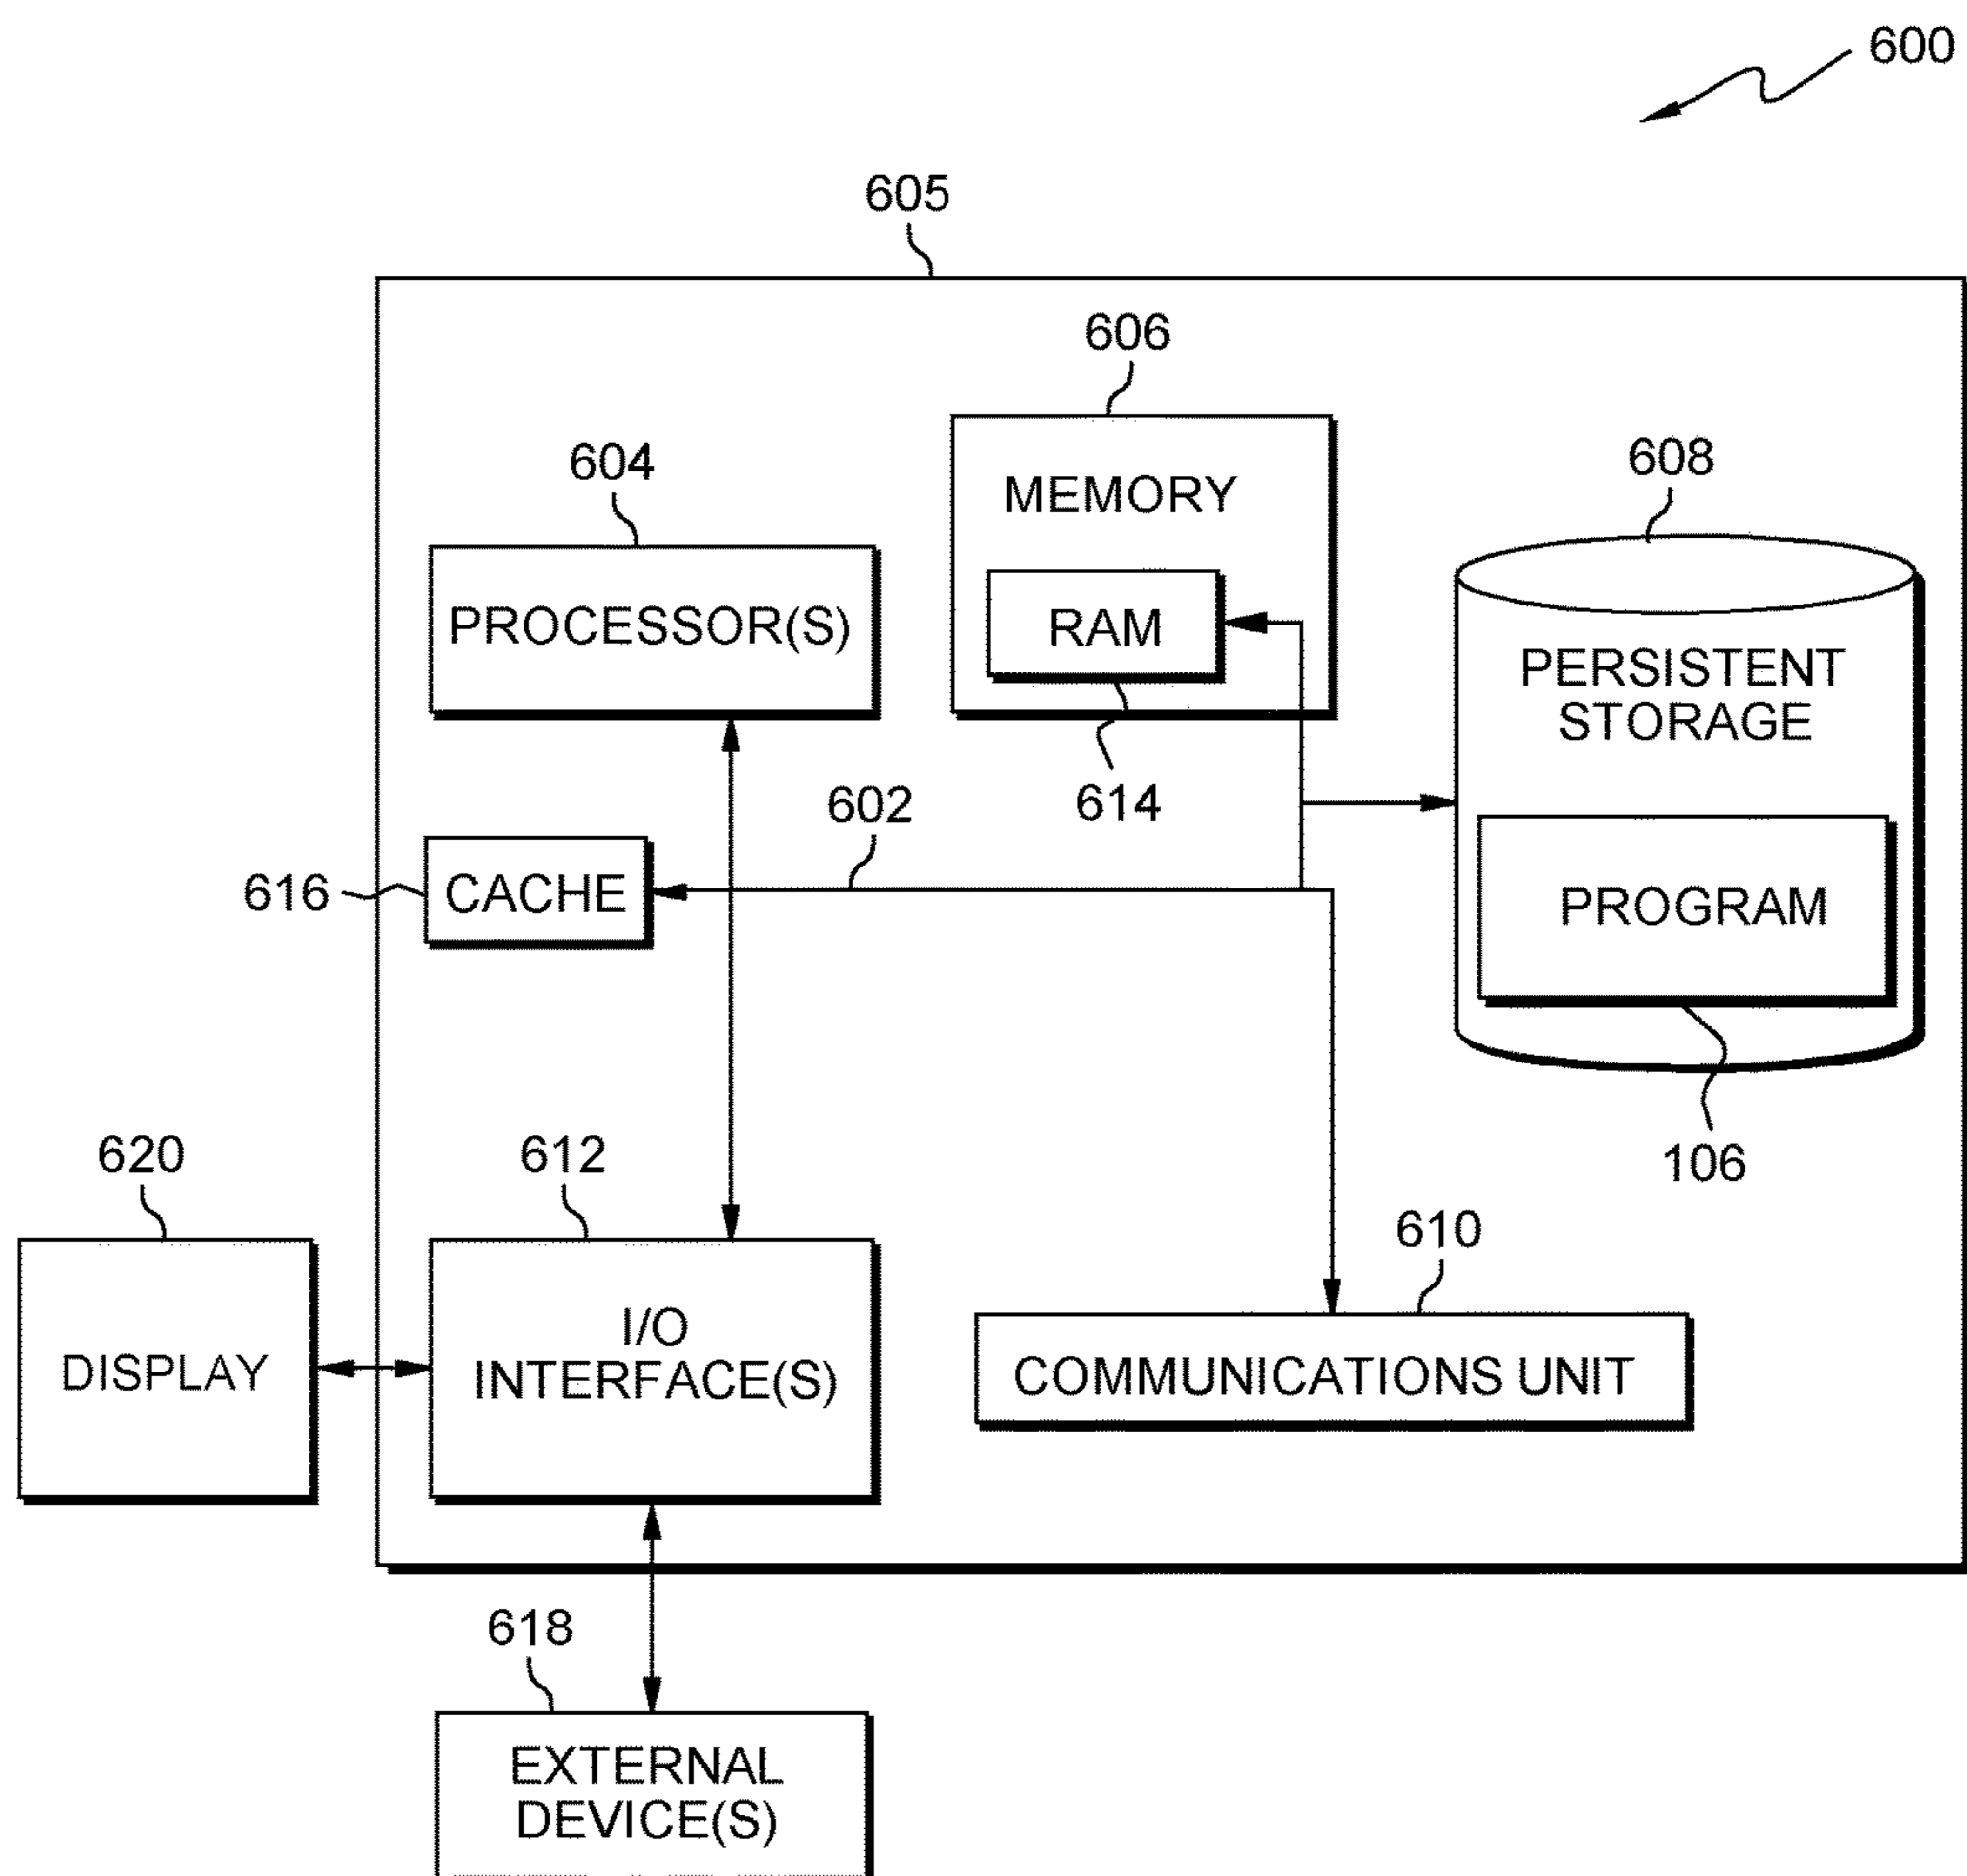 600
605
606
604
608
MEMORY
PROCESSOR(S)
RAM
PERSISTENT
STORAGE
614
602
616
CACHE
PROGRAM
106
620
612
610
DISPLAY
I/O
INTERFACE(S)
COMMUNICATIONS UNIT
618
EXTERNAL
DEVICE(S)